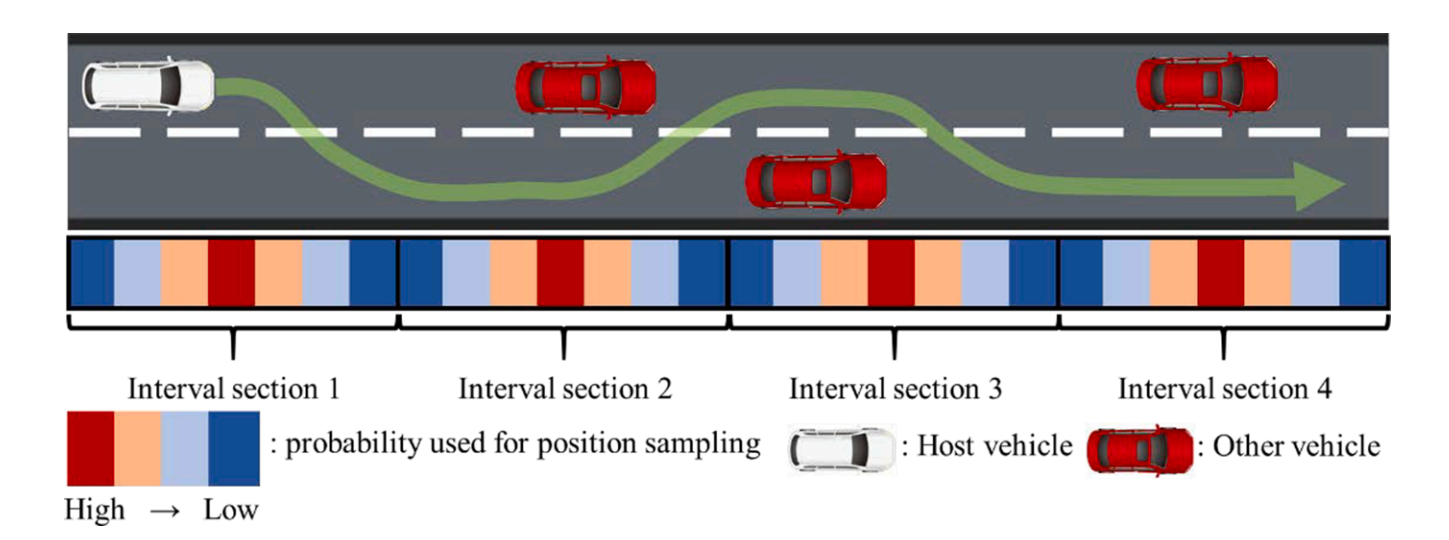 Interval section 1 Interval section 2 Interval section 3 Interval section 4
: probability used for position sampling : Host vehicle : Other vehicle
High → Low